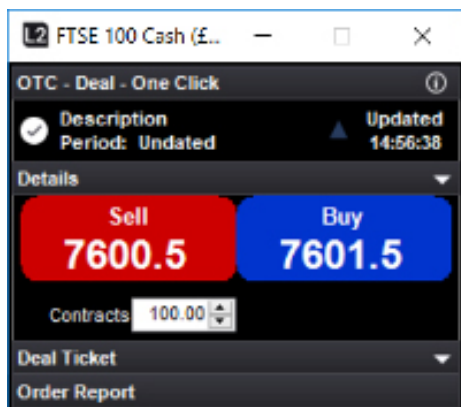 L2 FTSE 100 Cash (£..
OTC - Deal - One Click
Description Updated
Period: Undated 14:56:38
Details
Sell Buy
7600.5 7601.5
Contracts 100.00
Deal Ticket
Order Report